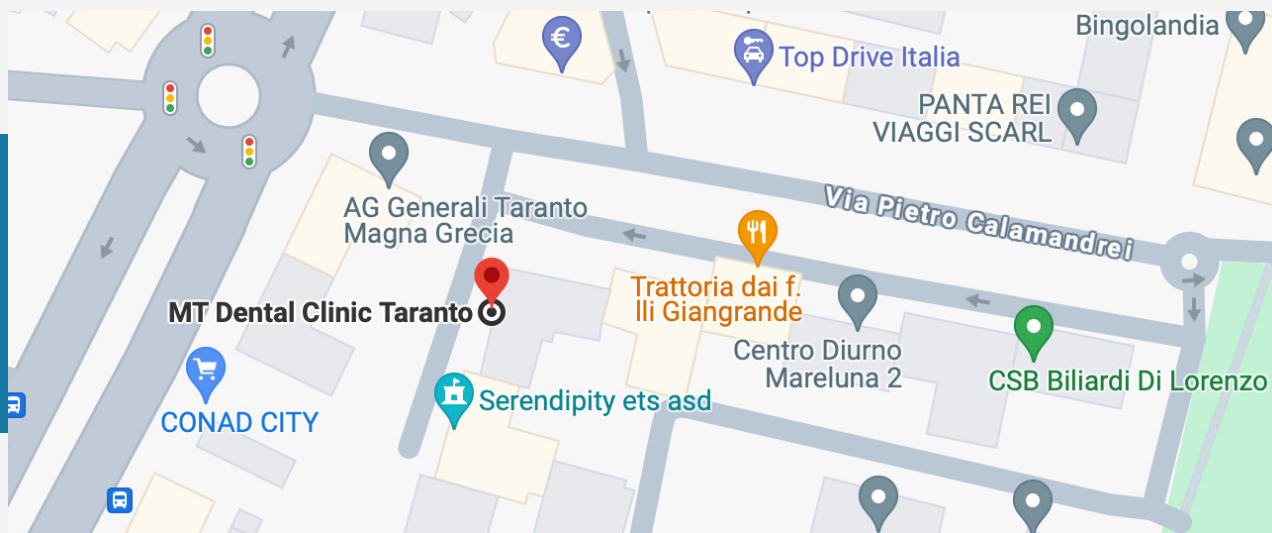 Bingolandia
€
Top Drive Italia
PANTA REI
VIAGGI SCARL
AG Generali Taranto
Magna Grecia
Via Pietro Calamandrei
MT Dental Clinic Taranto
Trattoria dai f.
lli Giangrande
Centro Diurno
Mareluna 2
CSB Biliardi Di Lorenzo
Serendipity ets asd
CONAD CITY